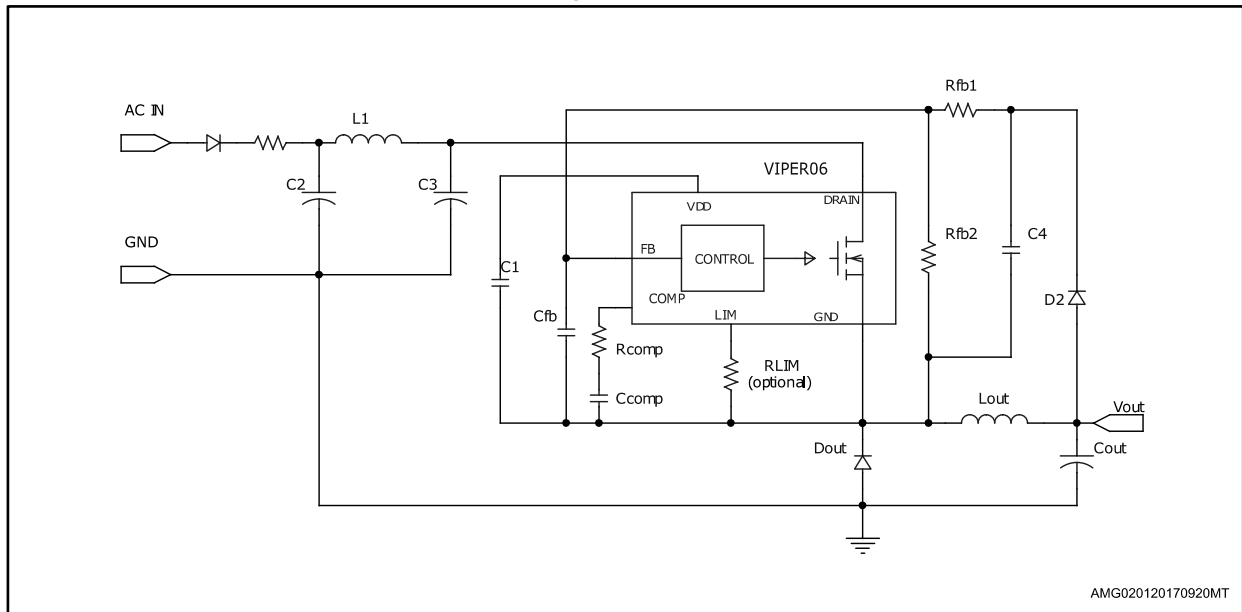 AC IN
L1
Rfb1
VIPER06
C2
C3
VDD
DRAIN
GND
C1
FB
CONTROL
Rfb2
C4
COMP
D2
LIM
GND
Cfb
Rcomp
RLIM
(optional)
Ccomp
Lout
Vout
Dout
Cout
AMG020120170920MT